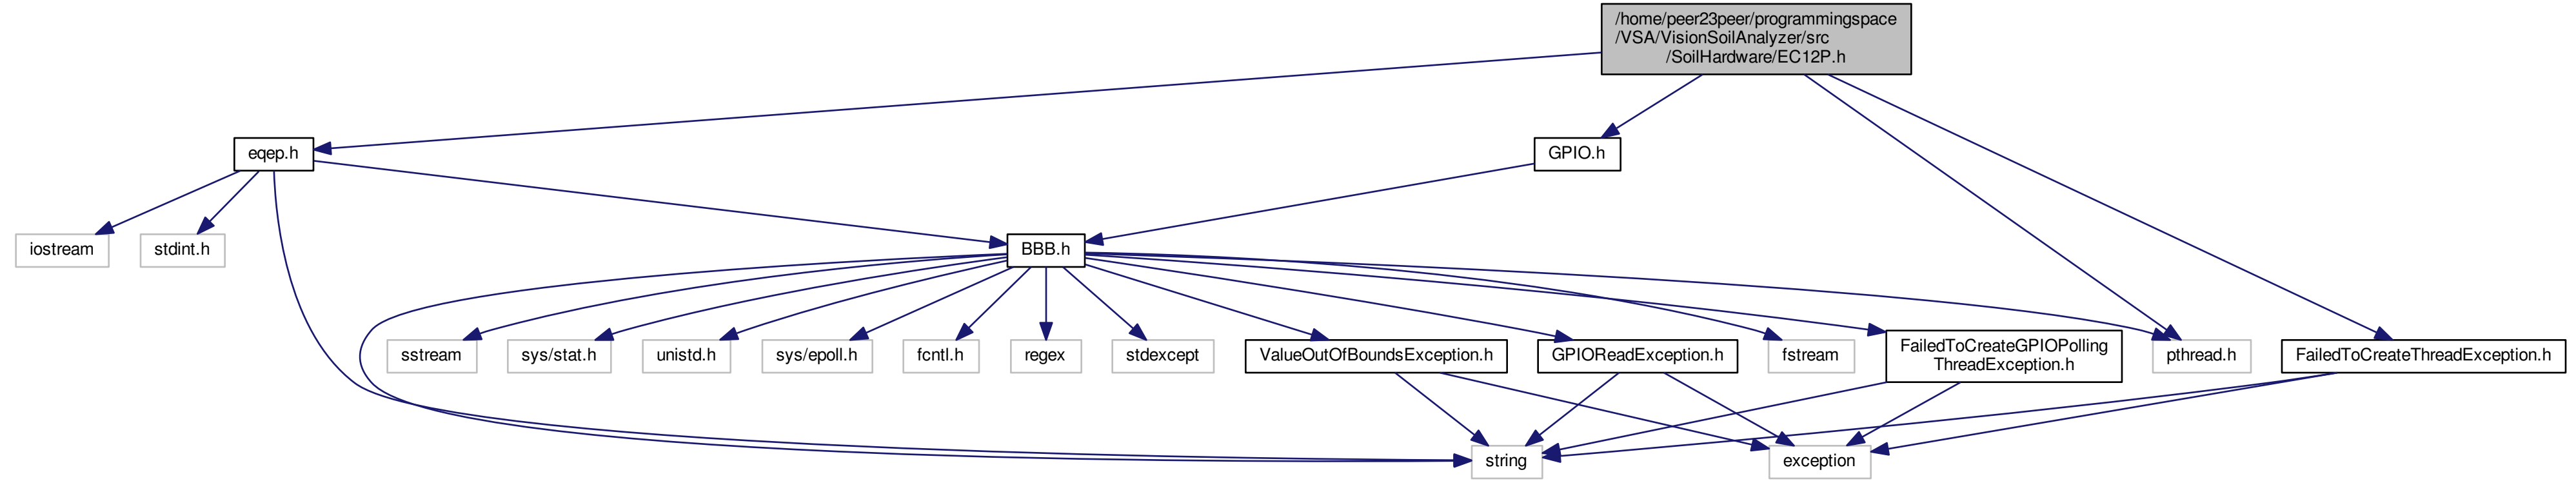 /home/peer23peer/programmingspace
/VSA/VisionSoilAnalyzer/src
/SoilHardware/EC12P.h
eqep.h
GPIO.h
iostream
stdint.h
BBB.h
sstream
sys/stat.h
unistd.h
sys/epoll.h
fcntl.h
regex
stdexcept
ValueOutOfBoundsException.h
GPIOReadException.h
fstream
FailedToCreateGPIOPolling
ThreadException.h
pthread.h
FailedToCreateThreadException.h
string
exception